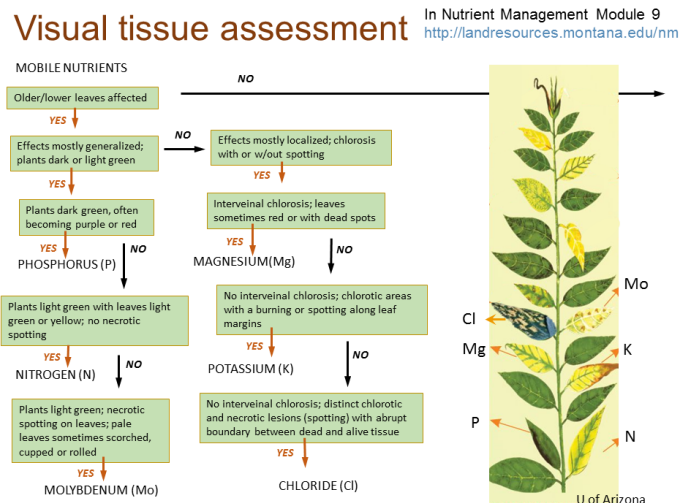 Visual tissue assessment
In Nutrient Management Module 9
http://landresources.montana.edu/nm
MOBILE NUTRIENTS
NO
Older/lower leaves affected
YES
Effects mostly generalized;
plants dark or light green
NO
Effects mostly localized; chlorosis
with or w/out spotting
YES
YES
Plants dark green, often
becoming purple or red
Interveinal chlorosis; leaves
sometimes red or with dead spots
YES
NO
PHOSPHORUS (P)
YES
NO
MAGNESIUM(Mg)
Plants light green with leaves light
green or yellow; no necrotic
spotting
No interveinal chlorosis; chlorotic areas
with a burning or spotting along leaf
margins
YES
NO
NITROGEN (N)
YES
NO
POTASSIUM (K)
Plants light green; necrotic
spotting on leaves; pale
leaves sometimes scorched,
cupped or rolled
No interveinal chlorosis; distinct chlorotic
and necrotic lesions (spotting) with abrupt
boundary between dead and alive tissue
YES
MOLYBDENUM (Mo)
YES
CHLORIDE (Cl)
Mo
Cl
Mg
K
P
N
U of Arizona